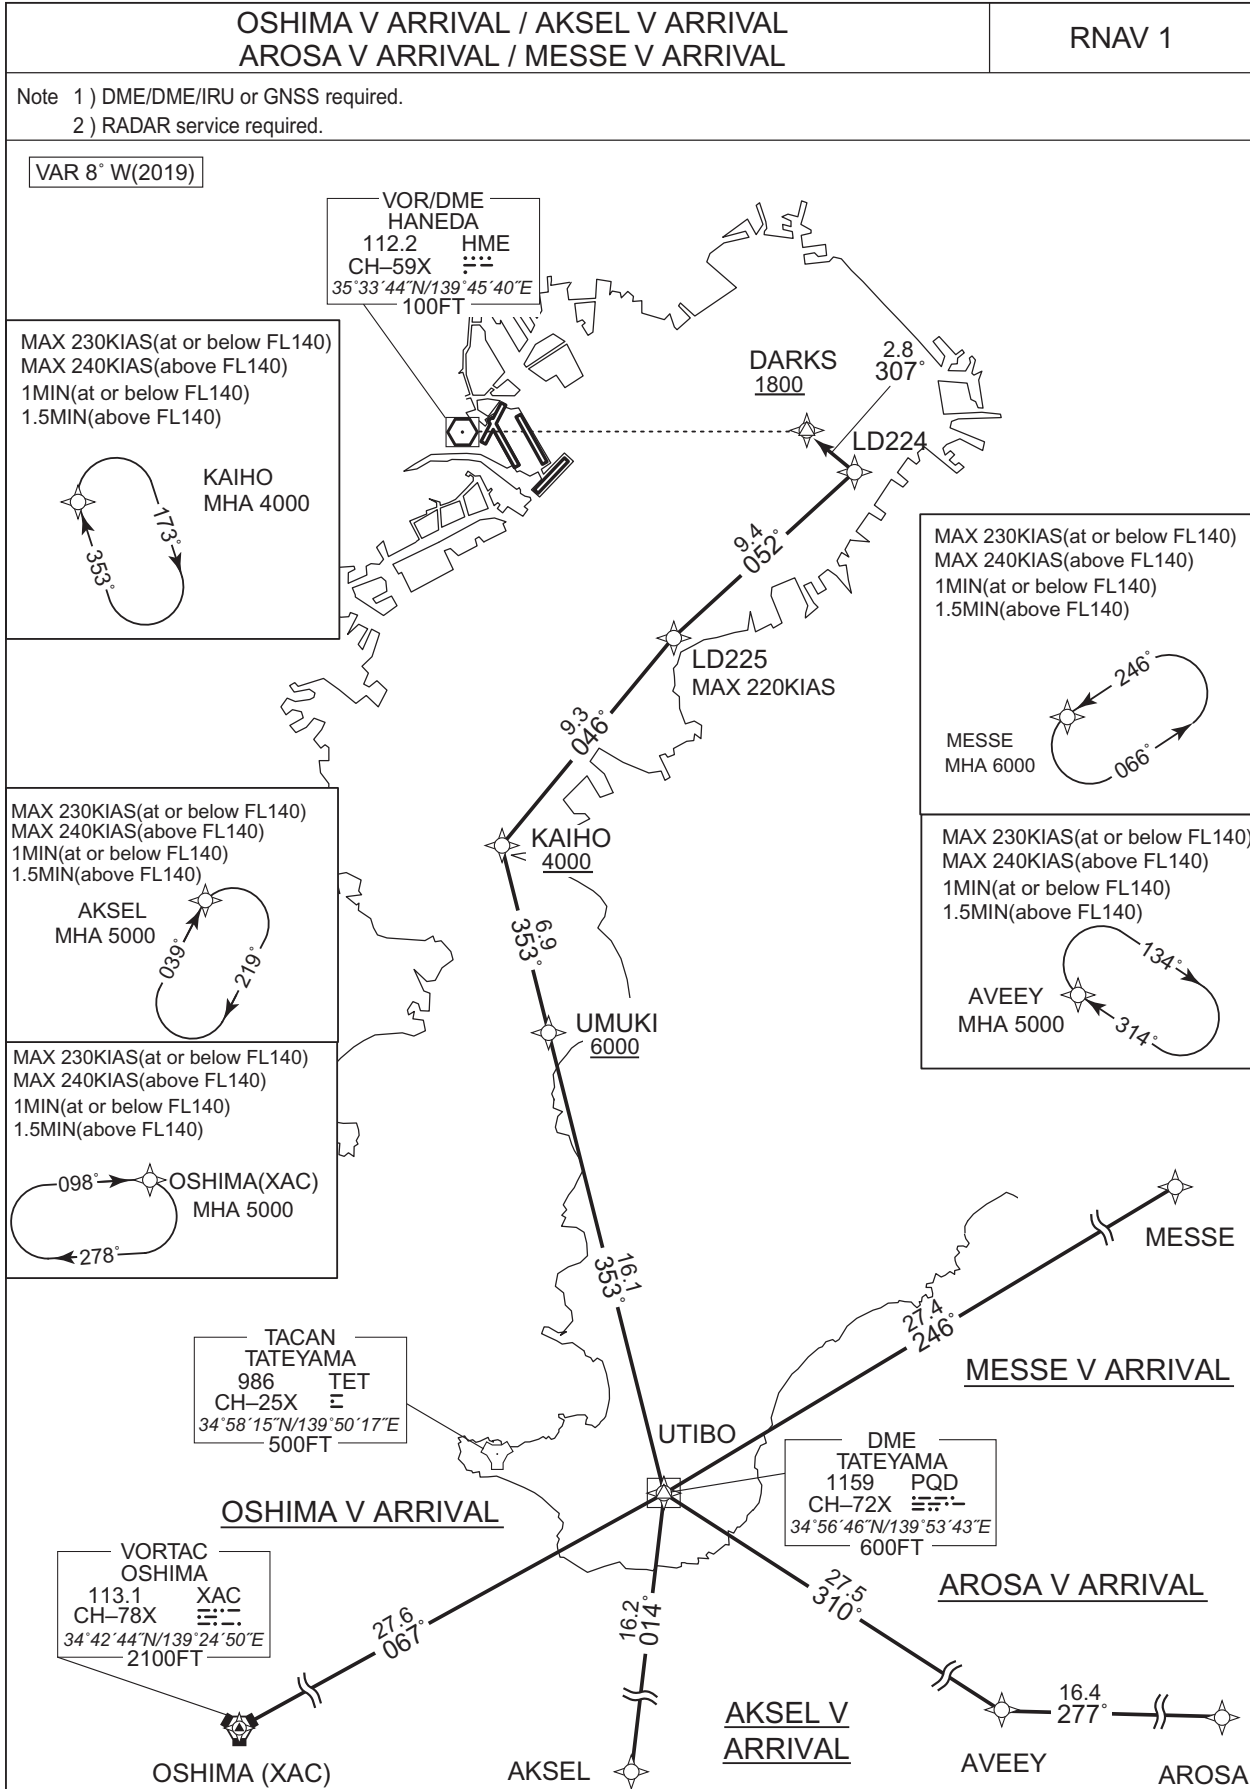 OSHIMA V ARRIVAL / AKSEL V ARRIVAL
AROSA V ARRIVAL / MESSE V ARRIVAL
RNAV 1
Note 1 ) DME/DME/IRU or GNSS required.
2 ) RADAR service required.
VAR 8° W(2019)
VOR/DME
HANEDA
112.2 HME
CH–59X
35°33´44˝N/139°45´40˝E
100FT
MAX 230KIAS(at or below FL140)
MAX 240KIAS(above FL140)
1MIN(at or below FL140)
1.5MIN(above FL140)
KAIHO
MHA 4000
173°
353°
DARKS
1800
2.8
307°
LD224
9.4
052°
LD225
MAX 220KIAS
9.3
046°
MAX 230KIAS(at or below FL140)
MAX 240KIAS(above FL140)
1MIN(at or below FL140)
1.5MIN(above FL140)
246°
MESSE
MHA 6000
066°
MAX 230KIAS(at or below FL140)
MAX 240KIAS(above FL140)
1MIN(at or below FL140)
1.5MIN(above FL140)
AKSEL
MHA 5000
039°
219°
KAIHO
4000
6.9
353°
UMUKI
6000
MAX 230KIAS(at or below FL140)
MAX 240KIAS(above FL140)
1MIN(at or below FL140)
1.5MIN(above FL140)
134°
AVEEY
MHA 5000
314°
MAX 230KIAS(at or below FL140)
MAX 240KIAS(above FL140)
1MIN(at or below FL140)
1.5MIN(above FL140)
098°
OSHIMA(XAC)
MHA 5000
278°
16.1
353°
MESSE
27.4
246°
MESSE V ARRIVAL
TACAN
TATEYAMA
986 TET
CH–25X
34°58´15˝N/139°50´17˝E
500FT
UTIBO
DME
TATEYAMA
1159 PQD
CH–72X
34°56´46˝N/139°53´43˝E
600FT
OSHIMA V ARRIVAL
VORTAC
OSHIMA
113.1 XAC
CH–78X
34°42´44˝N/139°24´50˝E
2100FT
27.6
067°
16.2
014°
27.5
310°
AROSA V ARRIVAL
16.4
277°
AKSEL V
ARRIVAL
OSHIMA (XAC)
AKSEL
AVEEY
AROSA